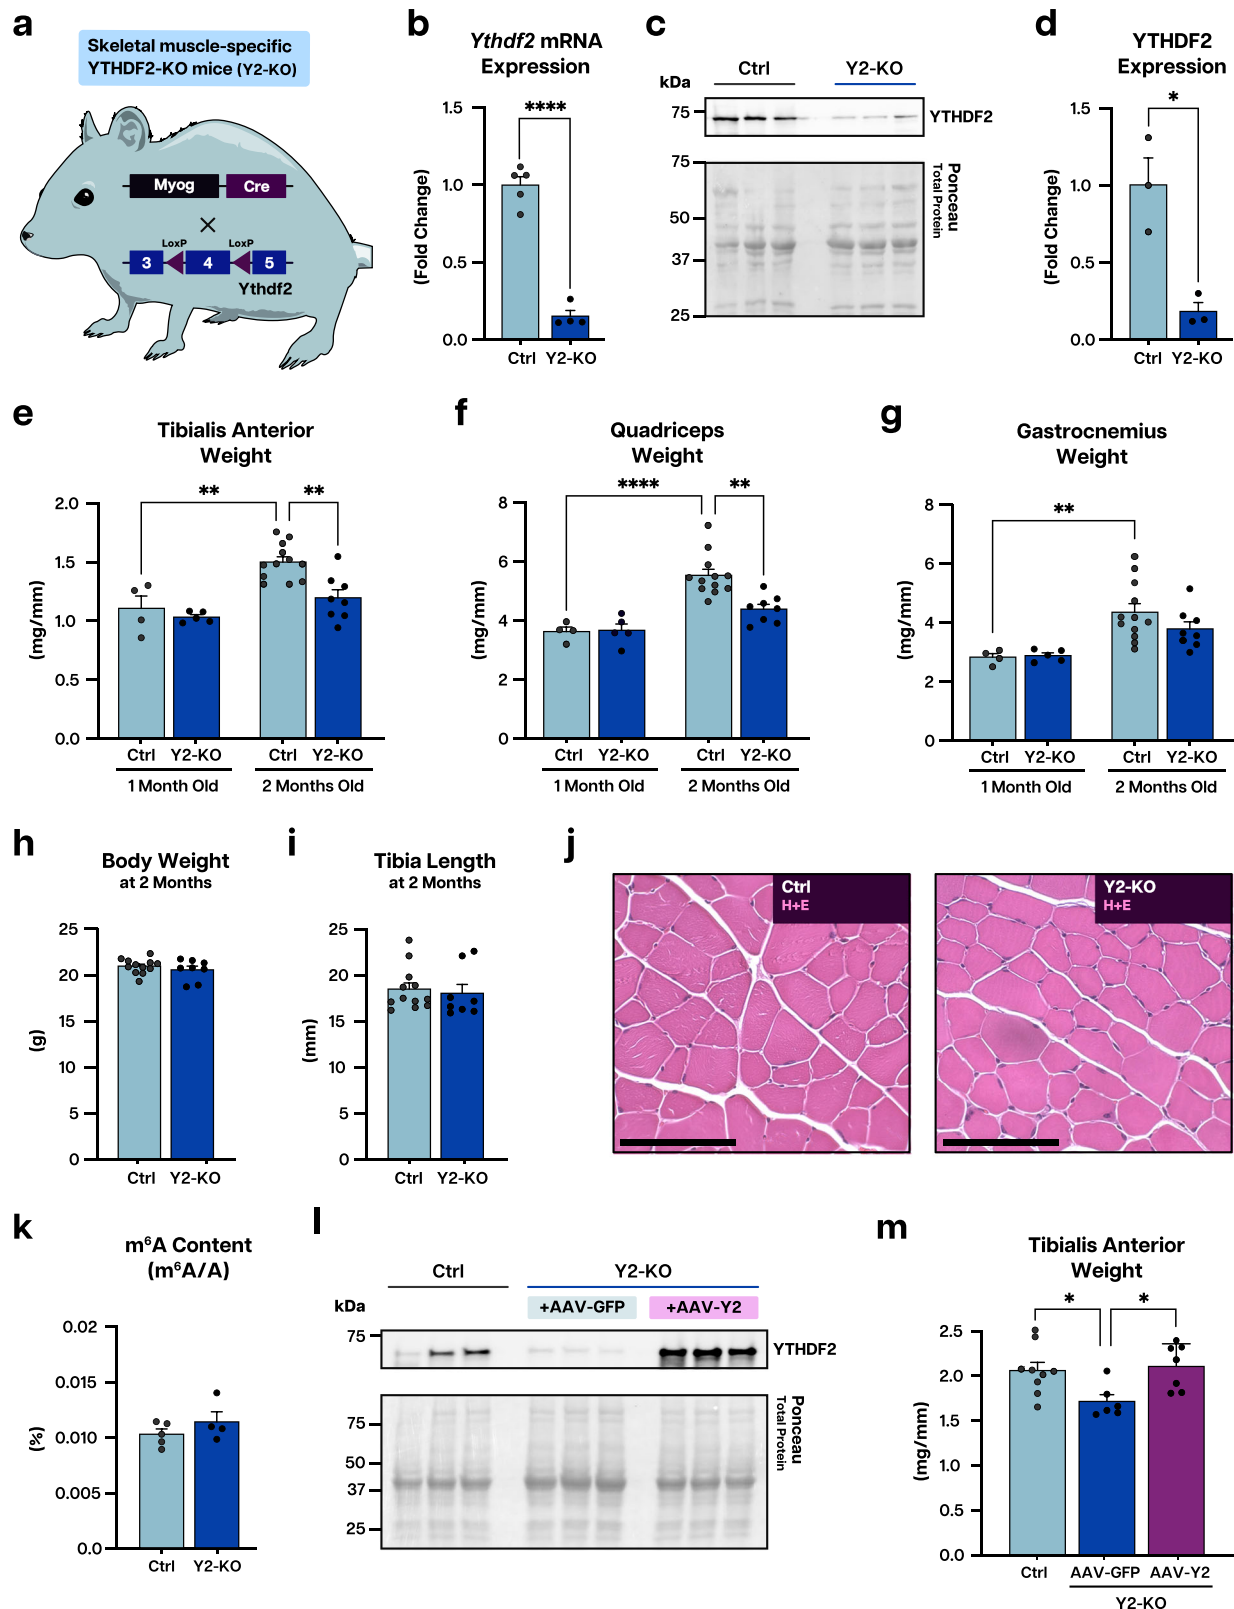 a
Skeletal muscle-specific
YTHDF2-KO mice (Y2-KO)
Myog
Cre
×
LoxP
LoxP
3
4
5
Ythdf2
b
Ythdf2 mRNA
Expression
****
(Fold Change)
1.5
1.0
0.5
0.0
Ctrl
Y2-KO
c
Ctrl
Y2-KO
kDa
75
YTHDF2
75
50
37
25
Ponceau
Total Protein
d
YTHDF2
Expression
*
(Fold Change)
1.5
1.0
0.5
0.0
Ctrl
Y2-KO
e
Tibialis Anterior
Weight
**
**
(mg/mm)
2.0
1.5
1.0
0.5
0.0
Ctrl
Y2-KO
Ctrl
Y2-KO
1 Month Old
2 Months Old
f
Quadriceps
Weight
****
**
(mg/mm)
8
6
4
2
0
Ctrl
Y2-KO
Ctrl
Y2-KO
1 Month Old
2 Months Old
g
Gastrocnemius
Weight
**
(mg/mm)
8
6
4
2
0
Ctrl
Y2-KO
Ctrl
Y2-KO
1 Month Old
2 Months Old
h
Body Weight
at 2 Months
(g)
25
20
15
10
5
0
Ctrl
Y2-KO
i
Tibia Length
at 2 Months
(mm)
25
20
15
10
5
0
Ctrl
Y2-KO
j
Ctrl
H+E
Y2-KO
H+E
k
m⁶A Content
(m⁶A/A)
(%)
0.02
0.015
0.010
0.005
0.0
Ctrl
Y2-KO
l
Ctrl
Y2-KO
+AAV-GFP
+AAV-Y2
kDa
75
YTHDF2
75
50
37
25
Ponceau
Total Protein
m
Tibialis Anterior
Weight
*
*
(mg/mm)
2.5
2.0
1.5
1.0
0.5
0.0
Ctrl
AAV-GFP
AAV-Y2
Y2-KO